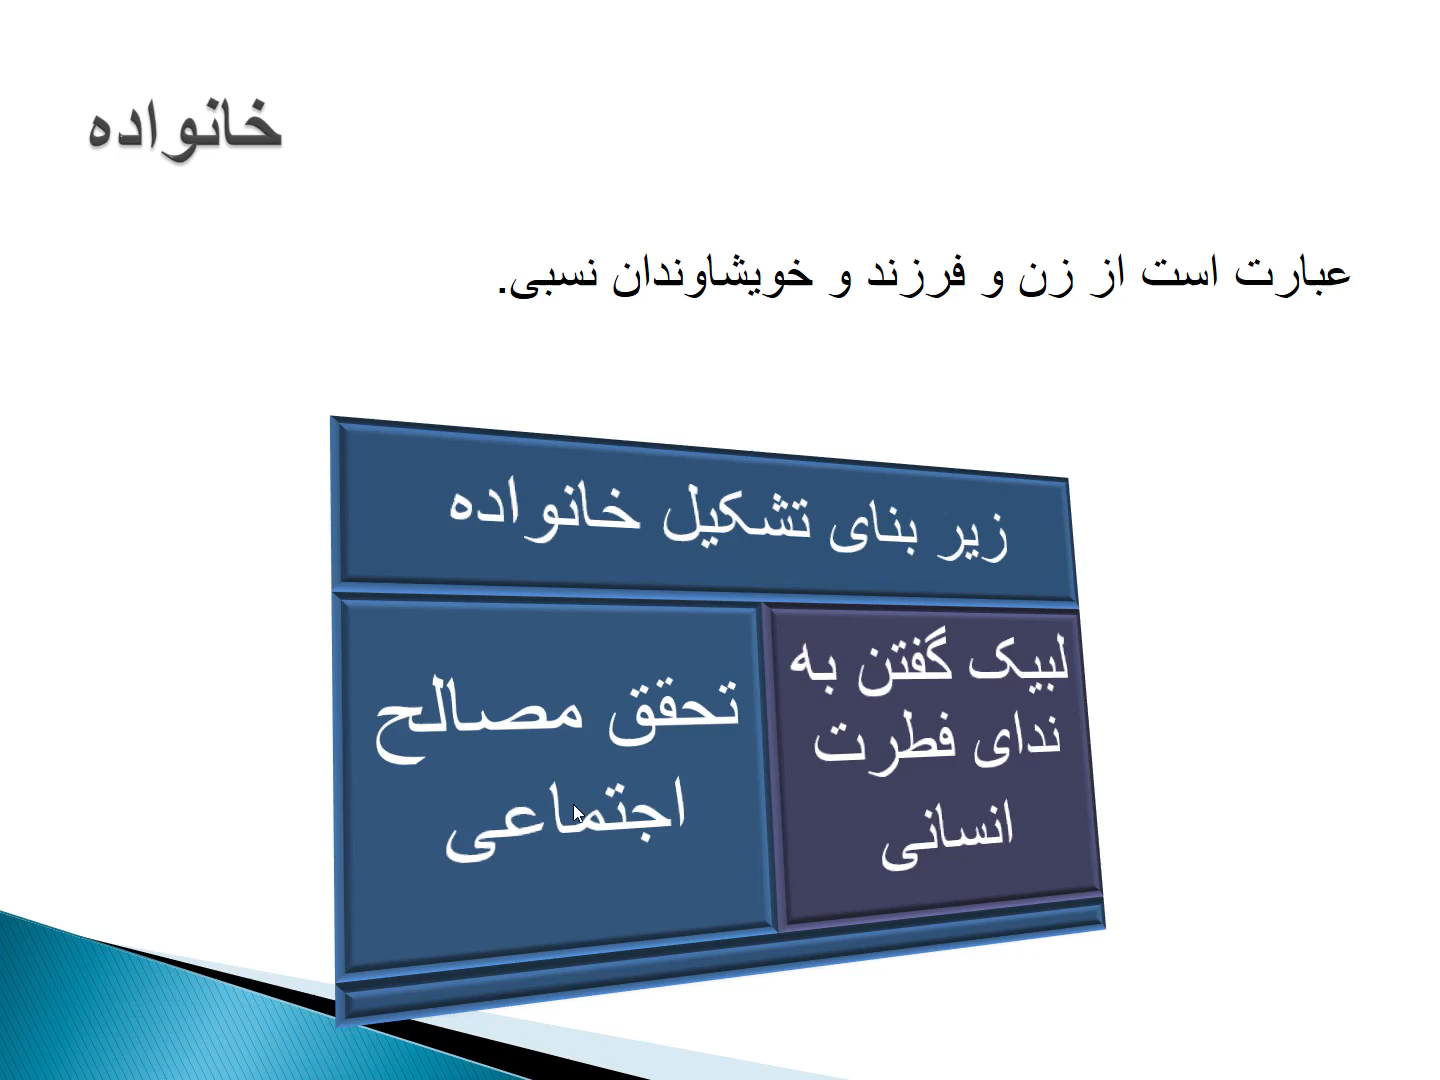 خانواده
عبارت است از زن و فرزند و خویشاوندان نسبی.
زیر بنای تشکیل خانواده
لبیک گفتن به
ندای فطرت
انسانی
تحقق مصالح
اجتماعی